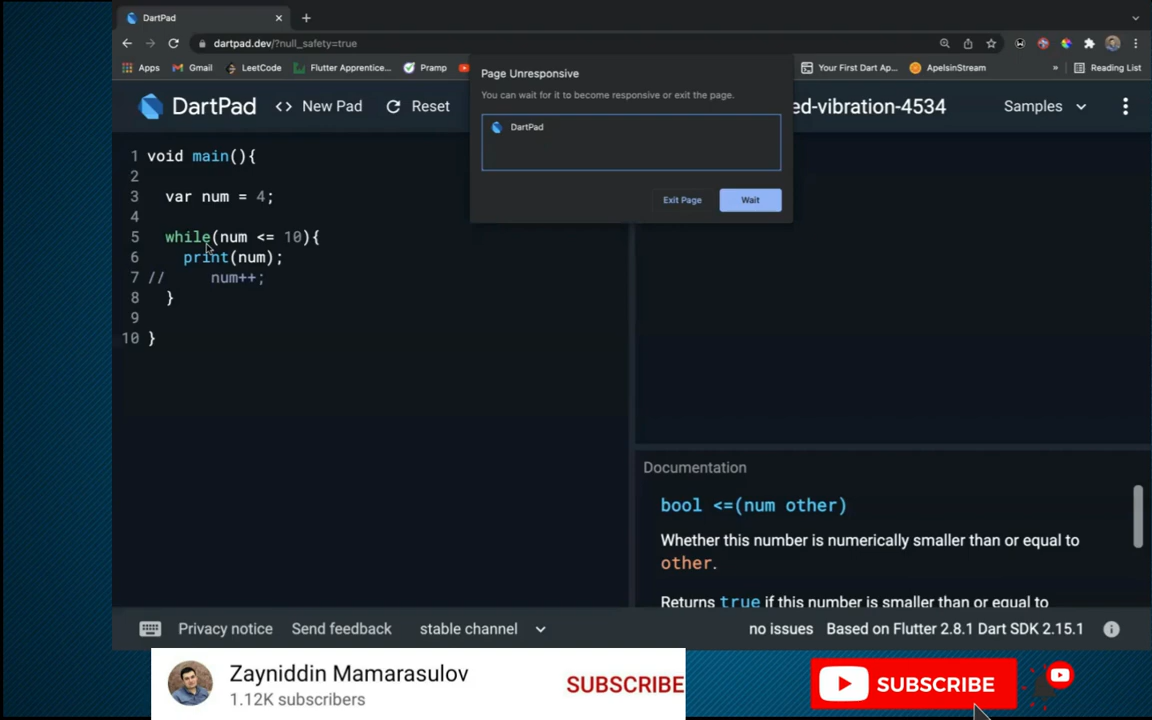 DartPad
dartpad.dev/?null_safety=true
Apps
Gmail
LeetCode
Flutter Apprentice...
Pramp
Your First Dart Ap...
ApelsinStream
»
Reading List
DartPad
<> New Pad
Reset
ed-vibration-4534
Samples
Page Unresponsive
You can wait for it to become responsive or exit the page.
DartPad
Exit Page
Wait
1 void main(){
2
3 var num = 4;
4
5 while(num <= 10){
6 print(num);
7 // num++;
8 }
9
10 }
Documentation
bool <=(num other)
Whether this number is numerically smaller than or equal to
other.
Returns true if this number is smaller than or equal to
Privacy notice
Send feedback
stable channel
no issues
Based on Flutter 2.8.1 Dart SDK 2.15.1
Zayniddin Mamarasulov
1.12K subscribers
SUBSCRIBE
SUBSCRIBE